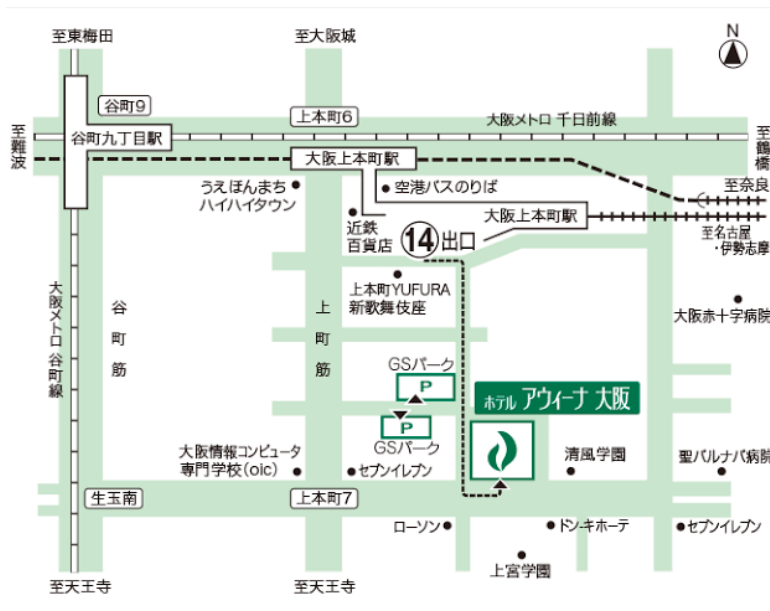 至東梅田
至大阪城
N
谷町9
上本町6
大阪メトロ 千日前線
至難波
谷町九丁目駅
至鶴橋
大阪上本町駅
うえほんまち
ハイハイタウン
空港バスのりば
至奈良
大阪上本町駅
近鉄
百貨店
14出口
至名古屋
・伊勢志摩
上本町YUFURA
新歌舞伎座
大阪メトロ 谷町線
谷町筋
上町筋
大阪赤十字病院
GSパーク
P
ホテル アウィーナ 大阪
P
GSパーク
大阪情報コンピュータ
専門学校(oic)
セブンイレブン
清風学園
聖バルナバ病院
生玉南
上本町7
ローソン
ドン・キホーテ
セブンイレブン
上宮学園
至天王寺
至天王寺